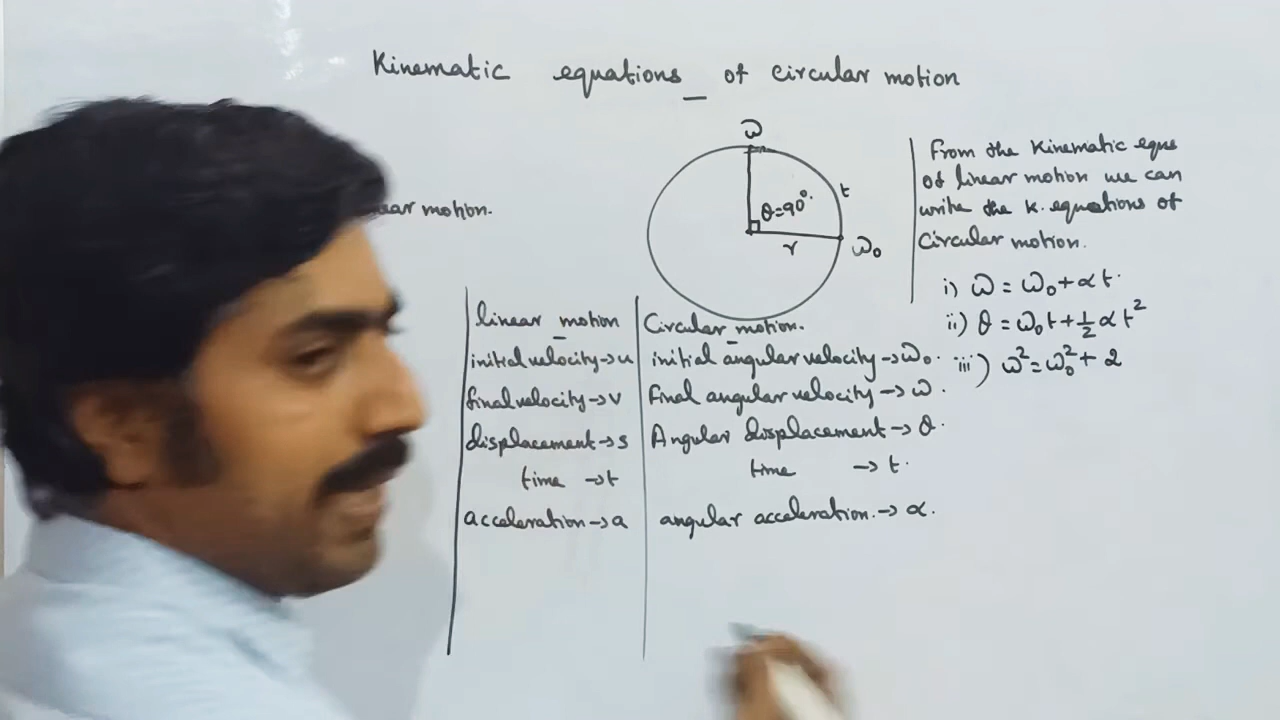 Kinematic equations of circular motion
motion.
ω
θ=90°.
t
r
ω₀
linear motion
initial velocity→u
final velocity→v
displacement→s
time →t
acceleration→a
Circular motion.
initial angular velocity→ω₀.
Final angular velocity→ω.
Angular displacement→θ.
time →t.
angular acceleration.→α.
From the Kinematic eqns
of linear motion we can
write the k. equations of
Circular motion.
i) ω = ω₀+αt.
ii) θ = ω₀t+½αt²
iii) ω²=ω₀²+2